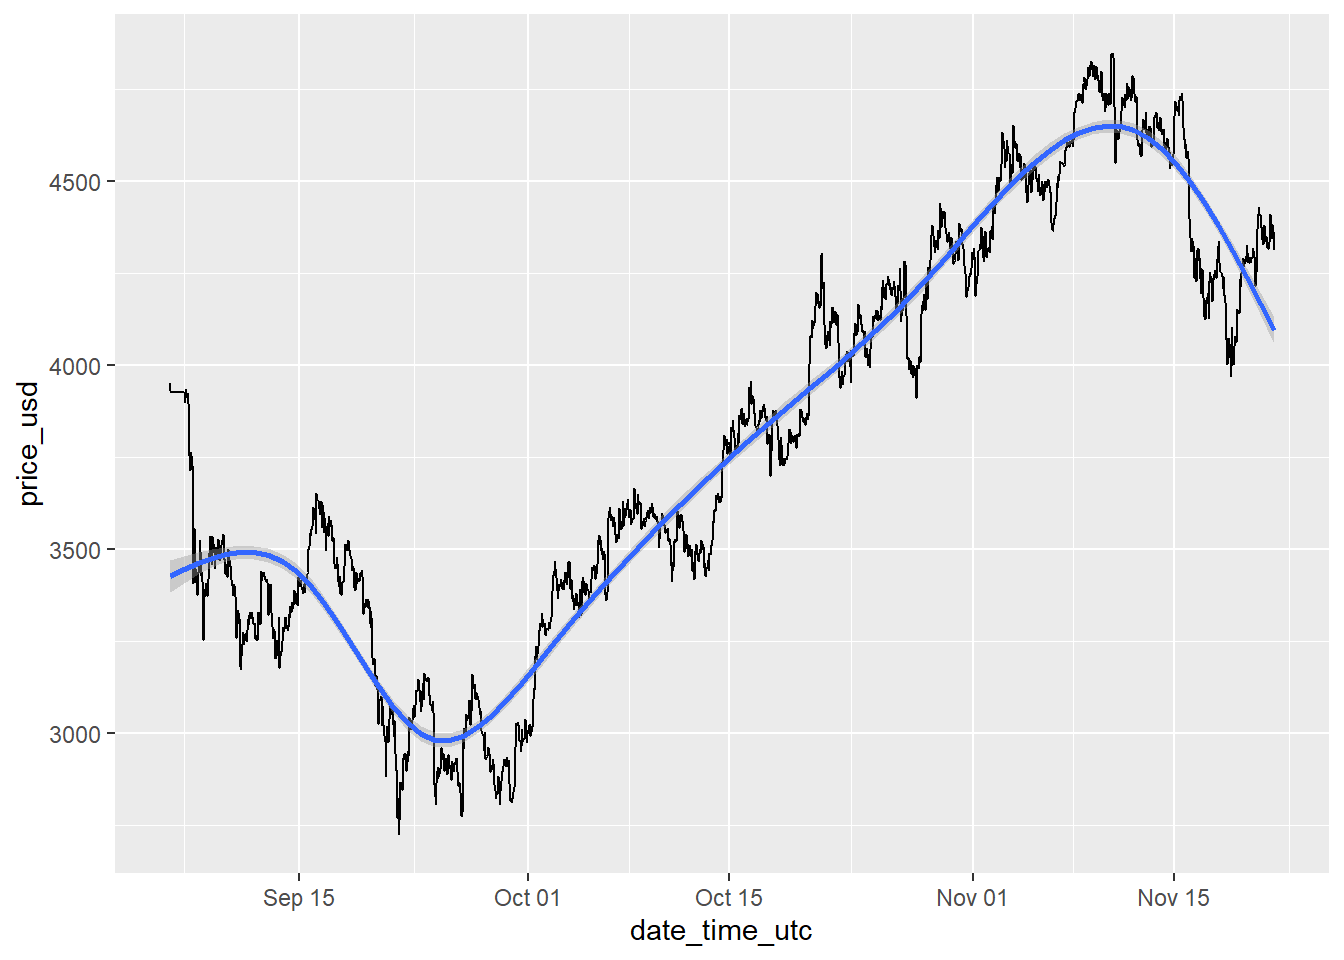 4500
4000
3500
3000
price_usd
Sep 15
Oct 01
Oct 15
Nov 01
Nov 15
date_time_utc